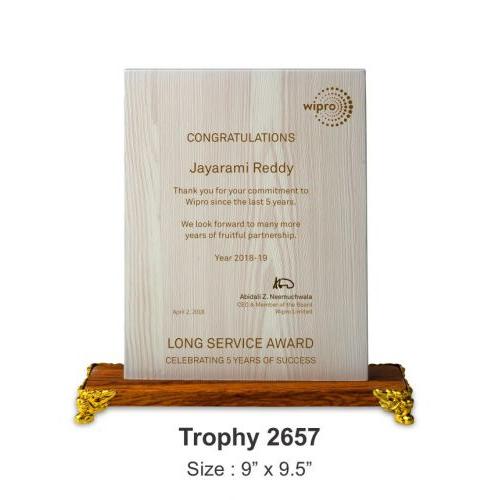 wipro
CONGRATULATIONS
Jayarami Reddy
Thank you for your commitment to
Wipro since the last 5 years.
We look forward to many more
years of fruitful partnership.
Year 2018-19
Abidali Z. Neemuchwala
CEO & Member of the Board
Wipro Limited
April 2, 2018
LONG SERVICE AWARD
CELEBRATING 5 YEARS OF SUCCESS
Trophy 2657
Size : 9” x 9.5”